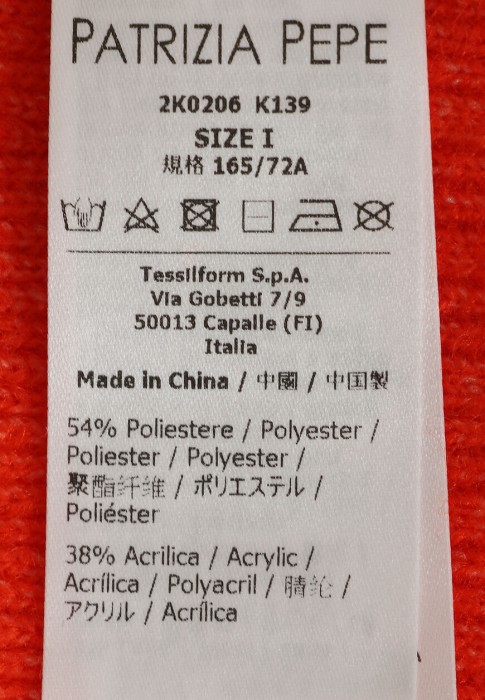 PATRIZIA PEPE
2K0206 K139
SIZE I
規格 165/72A
Tessilform S.p.A.
Via Gobetti 7/9
50013 Capalle (FI)
Italia
Made in China / 中國 / 中国製
54% Poliestere / Polyester /
Poliester / Polyester /
聚酯纤维 / ポリエステル /
Poliéster
38% Acrilica / Acrylic /
Acrílica / Polyacril / 腈纶 /
アクリル / Acrílica